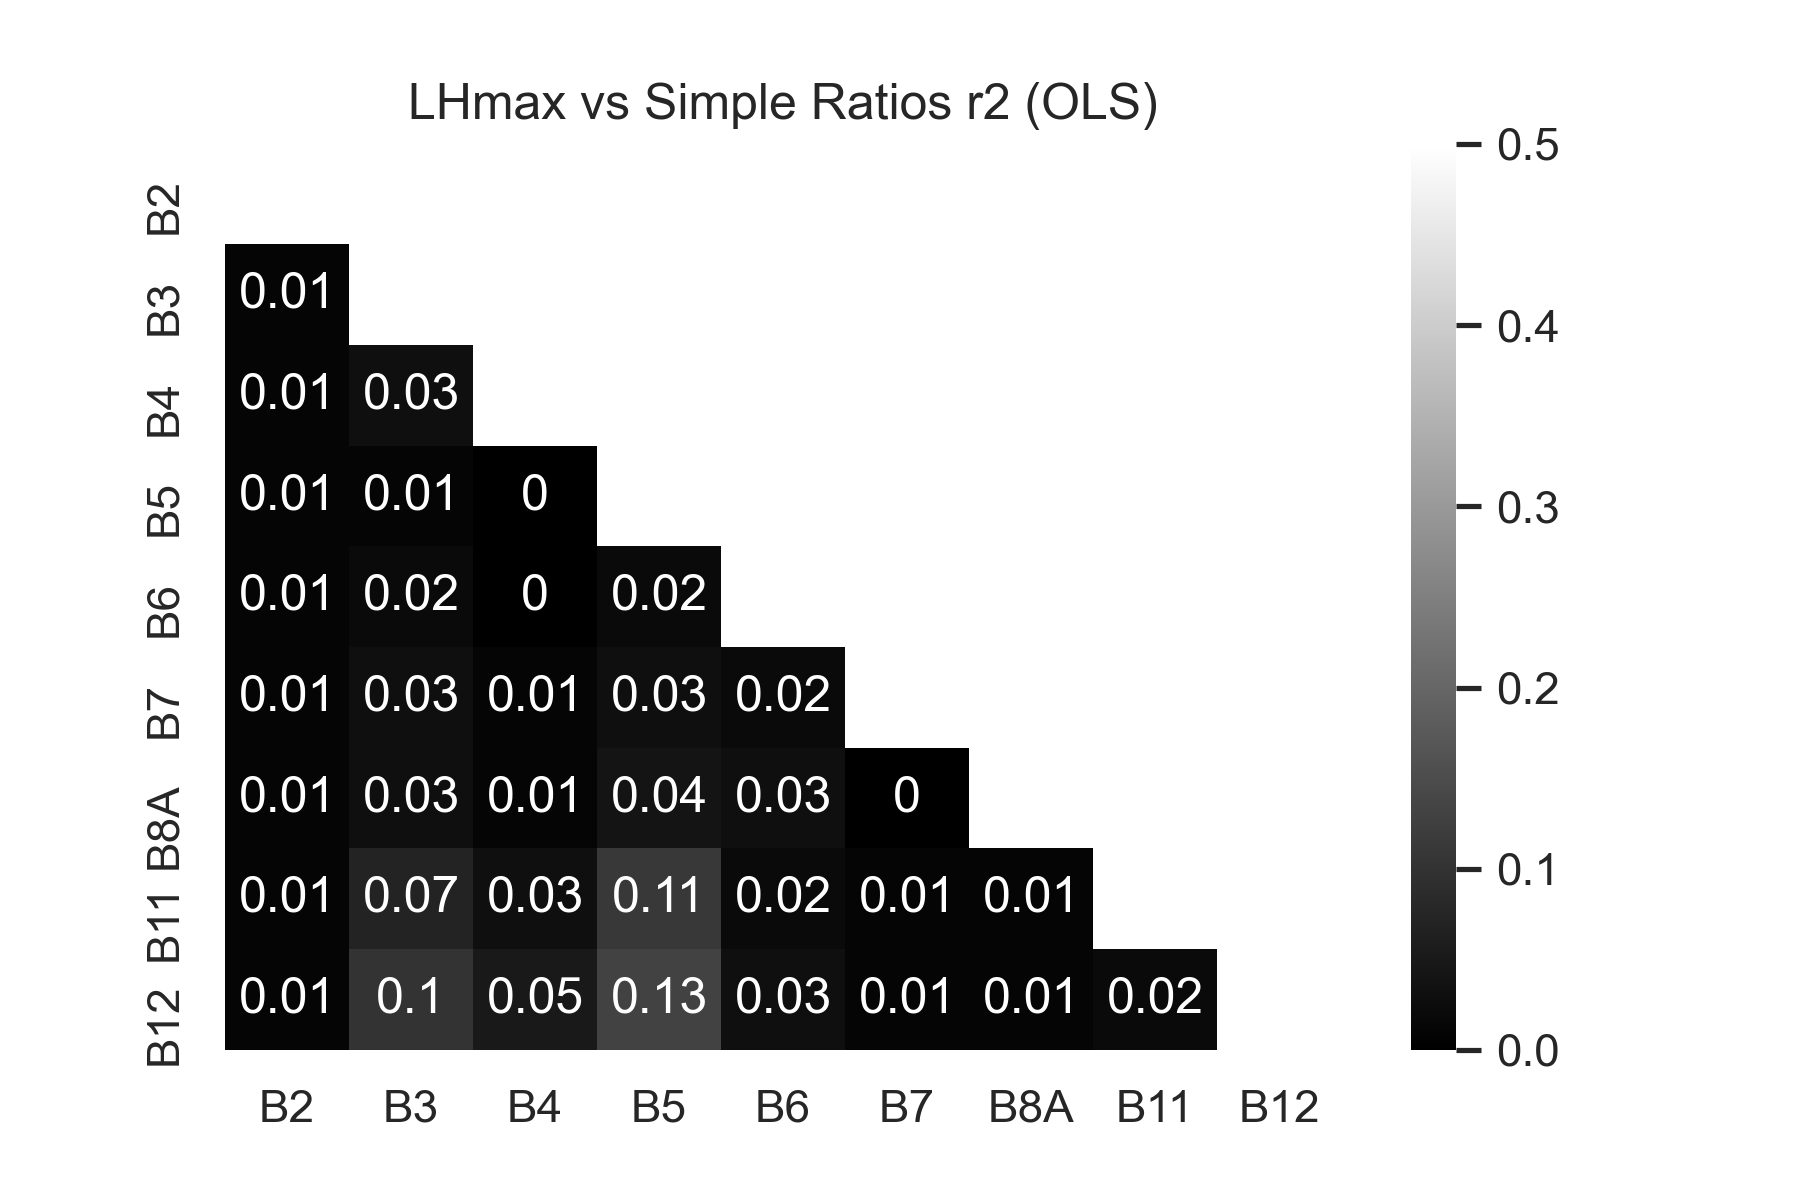 LHmax vs Simple Ratios r2 (OLS)
0.5
B2
B3 0.01
0.4
B4 0.01 0.03
B5 0.01 0.01 0
0.3
B6 0.01 0.02 0 0.02
B7 0.01 0.03 0.01 0.03 0.02
0.2
B8A 0.01 0.03 0.01 0.04 0.03 0
0.1
B11 0.01 0.07 0.03 0.11 0.02 0.01 0.01
B12 0.01 0.1 0.05 0.13 0.03 0.01 0.01 0.02
0.0
B2 B3 B4 B5 B6 B7 B8A B11 B12